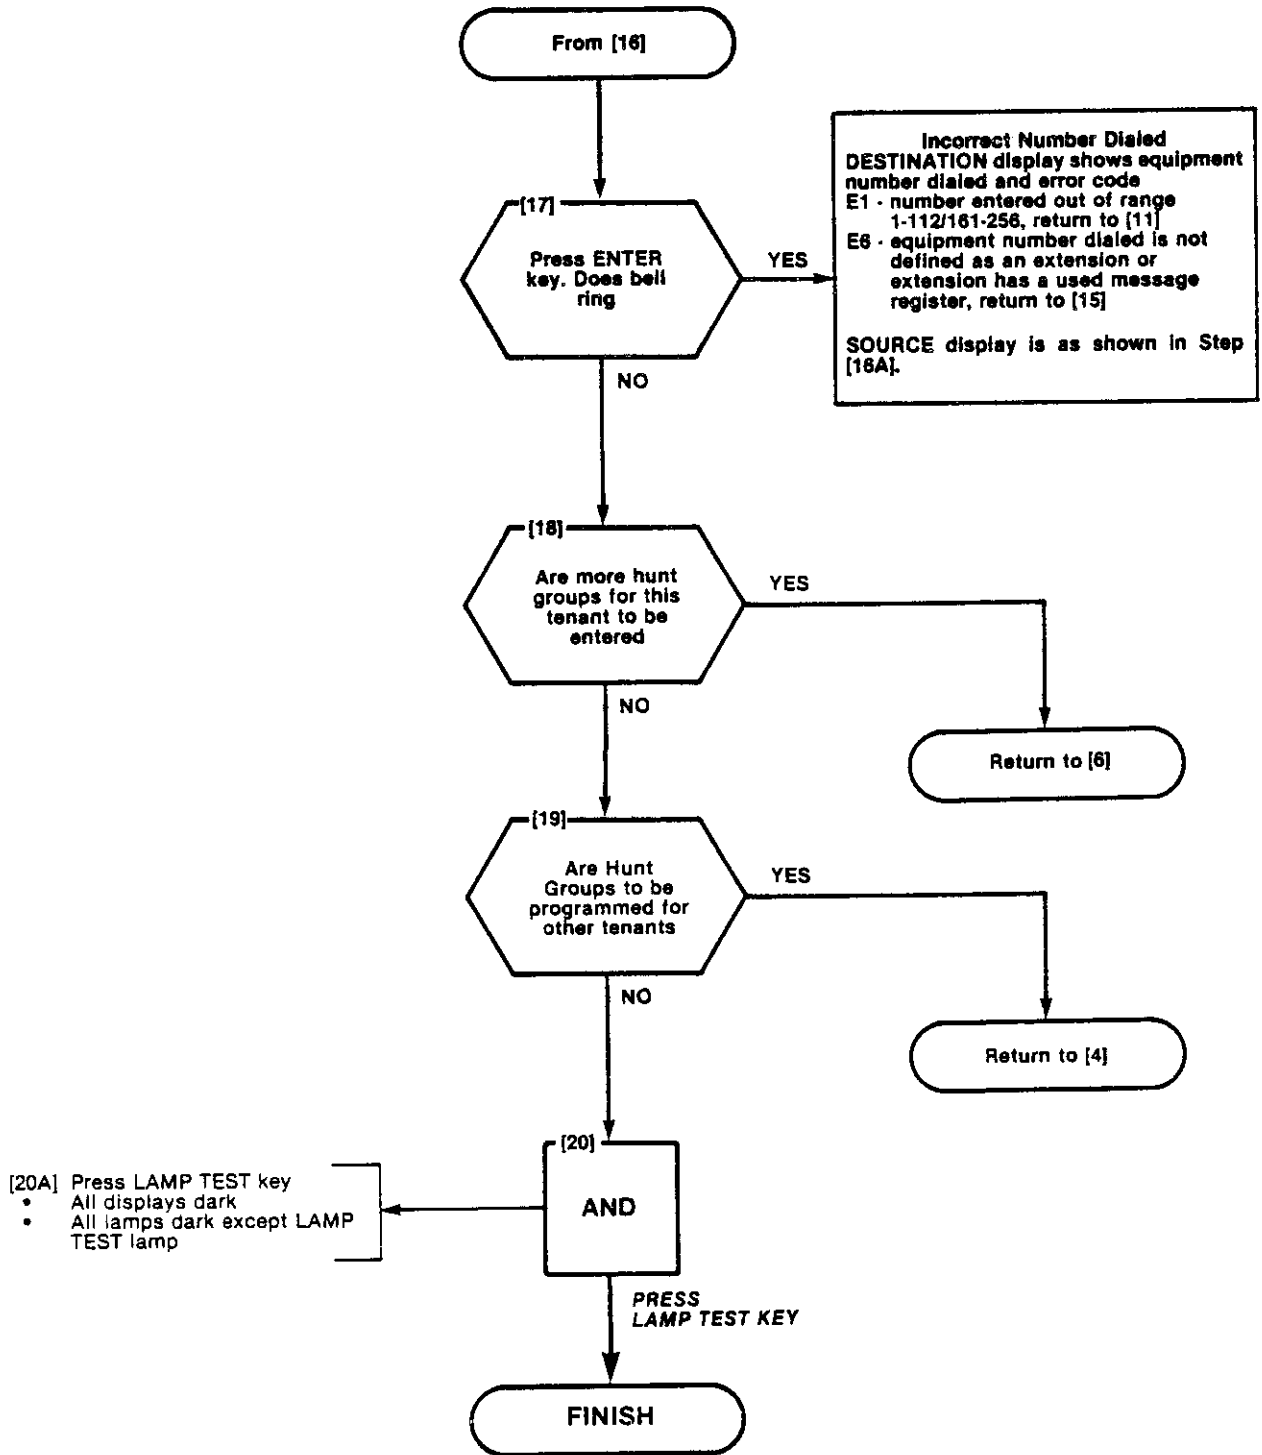 From [16]
Incorrect Number Dialed
DESTINATION display shows equipment
number dialed and error code
E1 - number entered out of range
1-112/161-256, return to [11]
E6 - equipment number dialed is not
defined as an extension or
extension has a used message
register, return to [15]
SOURCE display is as shown in Step
[16A].
[17]
Press ENTER
key. Does bell
ring
YES
NO
[18]
Are more hunt
groups for this
tenant to be
entered
YES
NO
Return to [6]
[19]
Are Hunt
Groups to be
programmed for
other tenants
YES
NO
Return to [4]
[20]
AND
[20A] Press LAMP TEST key
• All displays dark
• All lamps dark except LAMP
TEST lamp
PRESS
LAMP TEST KEY
FINISH